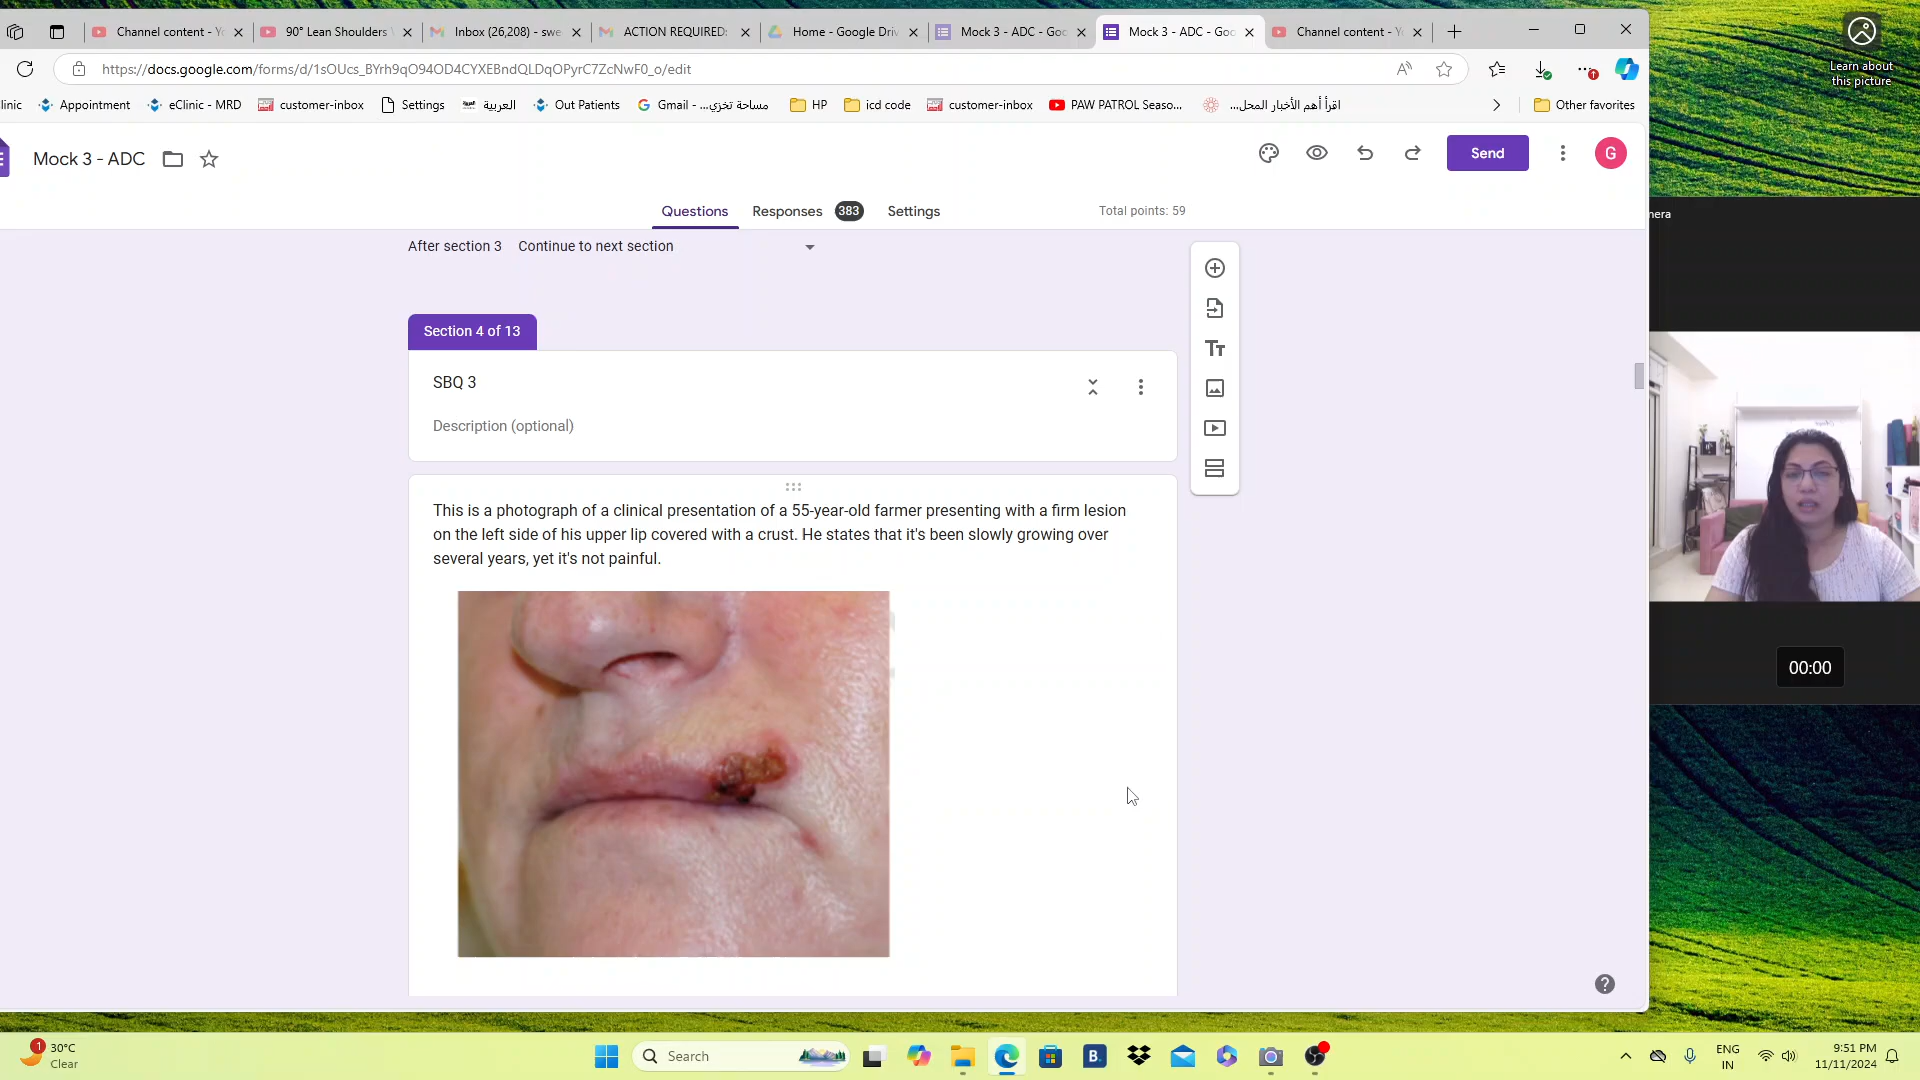 Channel content - Y
90° Lean Shoulders
Inbox (26,208) - swe
ACTION REQUIRED:
Home - Google Driv
Mock 3 - ADC - Goo
Mock 3 - ADC - Goo
Channel content - Y
https://docs.google.com/forms/d/1sOUcs_BYrh9qO94OD4CYXEBndQLDqOPyrC7ZcNwF0_o/edit
Learn about
this picture
linic
Appointment
eClinic - MRD
customer-inbox
Settings
العربية
Out Patients
Gmail - ...مساحة تخزي
HP
icd code
customer-inbox
PAW PATROL Seaso...
اقرأ أهم الأخبار المحل...
Other favorites
Mock 3 - ADC
Send
G
Questions
Responses 383
Settings
Total points: 59
nera
After section 3 Continue to next section
Section 4 of 13
SBQ 3
Description (optional)
This is a photograph of a clinical presentation of a 55-year-old farmer presenting with a firm lesion
on the left side of his upper lip covered with a crust. He states that it's been slowly growing over
several years, yet it's not painful.
00:00
1
30°C
Clear
Search
B.
ENG
IN
9:51 PM
11/11/2024